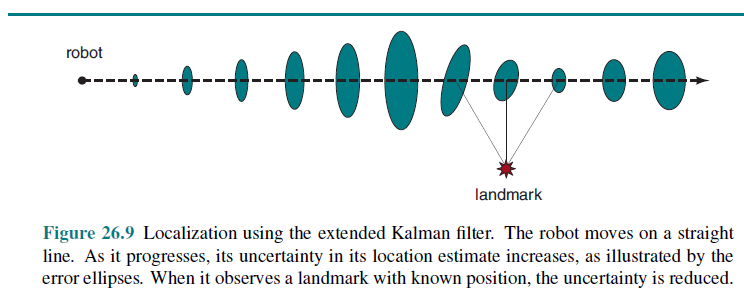 robot
landmark
Figure 26.9 Localization using the extended Kalman filter. The robot moves on a straight
line. As it progresses, its uncertainty in its location estimate increases, as illustrated by the
error ellipses. When it observes a landmark with known position, the uncertainty is reduced.